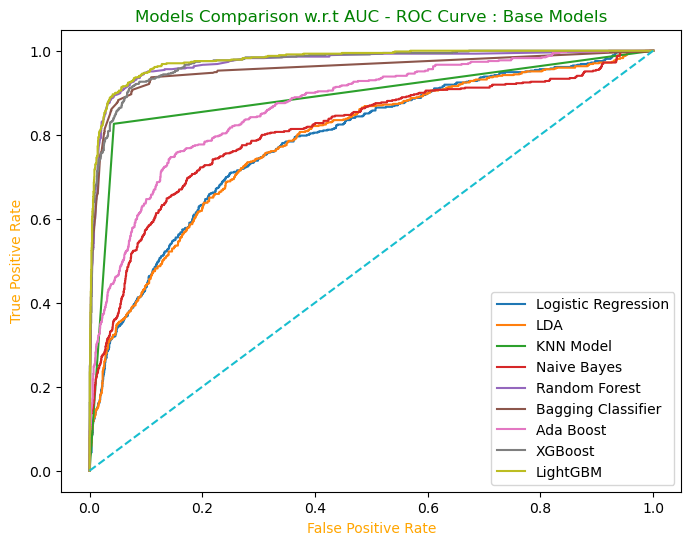 Models Comparison w.r.t AUC - ROC Curve : Base Models
1.0
0.8
0.6
0.4
0.2
0.0
True Positive Rate
Logistic Regression
LDA
KNN Model
Naive Bayes
Random Forest
Bagging Classifier
Ada Boost
XGBoost
LightGBM
0.0 0.2 0.4 0.6 0.8 1.0
False Positive Rate